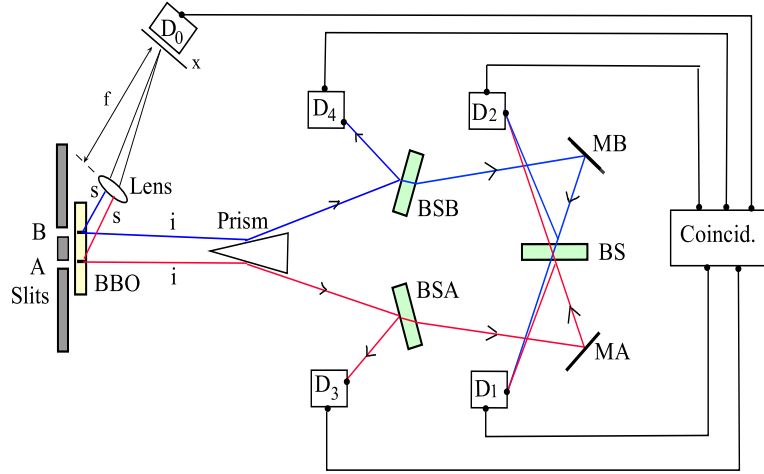 D0
x
f
s
Lens
s
D4
D2
MB
B
i
Prism
BSB
BS
Coincid.
A
i
Slits
BBO
BSA
MA
D3
D1